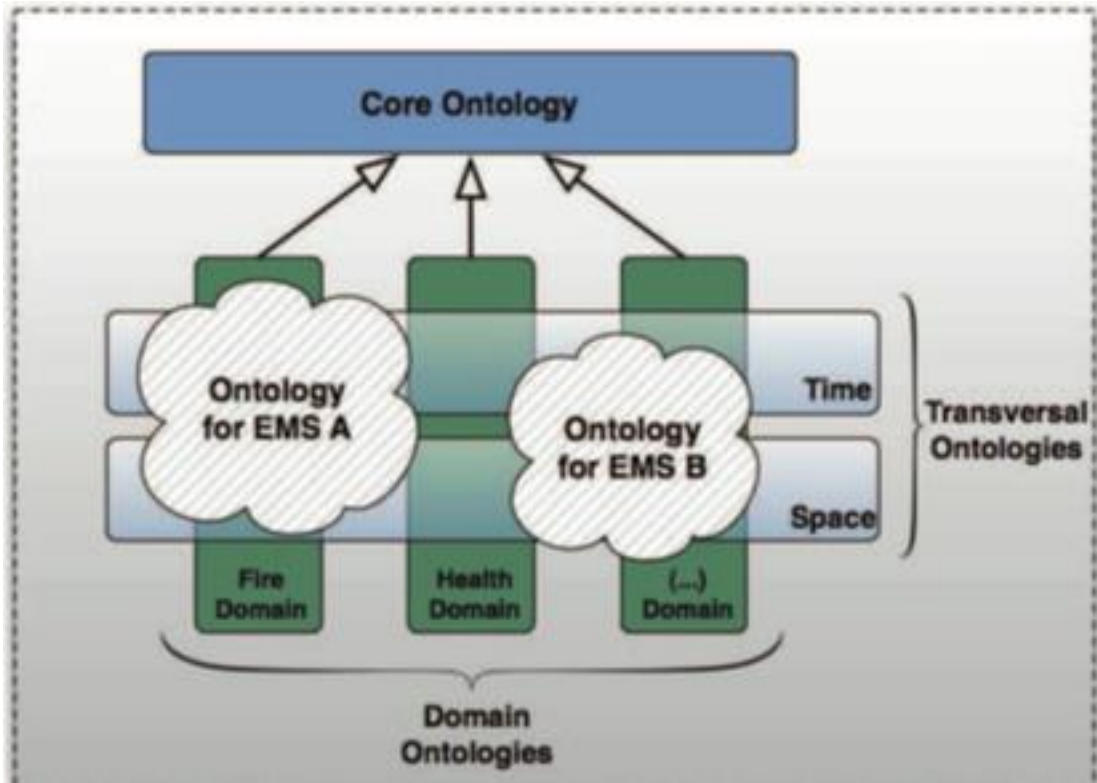 Core Ontology
Ontology
for EMS A
Ontology
for EMS B
Time
Space
Transversal
Ontologies
Fire
Domain
Health
Domain
(...)
Domain
Domain
Ontologies